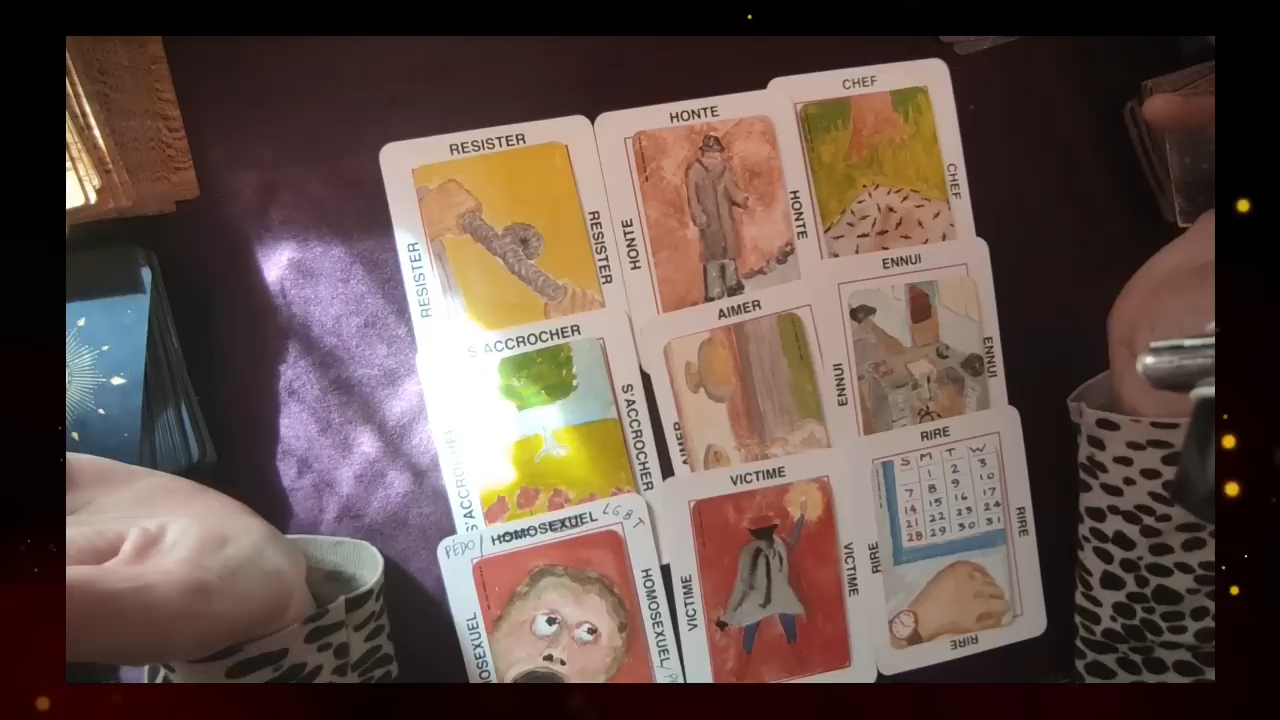 RESISTER
RESISTER
RESISTER
HONTE
HONTE
HONTE
CHEF
CHEF
S'ACCROCHER
S'ACCROCHER
S'ACCROCHER
AIMER
AIMER
ENNUI
ENNUI
ENNUI
PÉDO/ HOMOSEXUEL LGBT
MOSEXUEL
HOMOSEXUEL/
VICTIME
VICTIME
VICTIME
RIRE
RIRE
RIRE
RIRE
S M T W
1 2 3
7 8 9 10
14 15 16 17
21 22 23 24
28 29 30 31